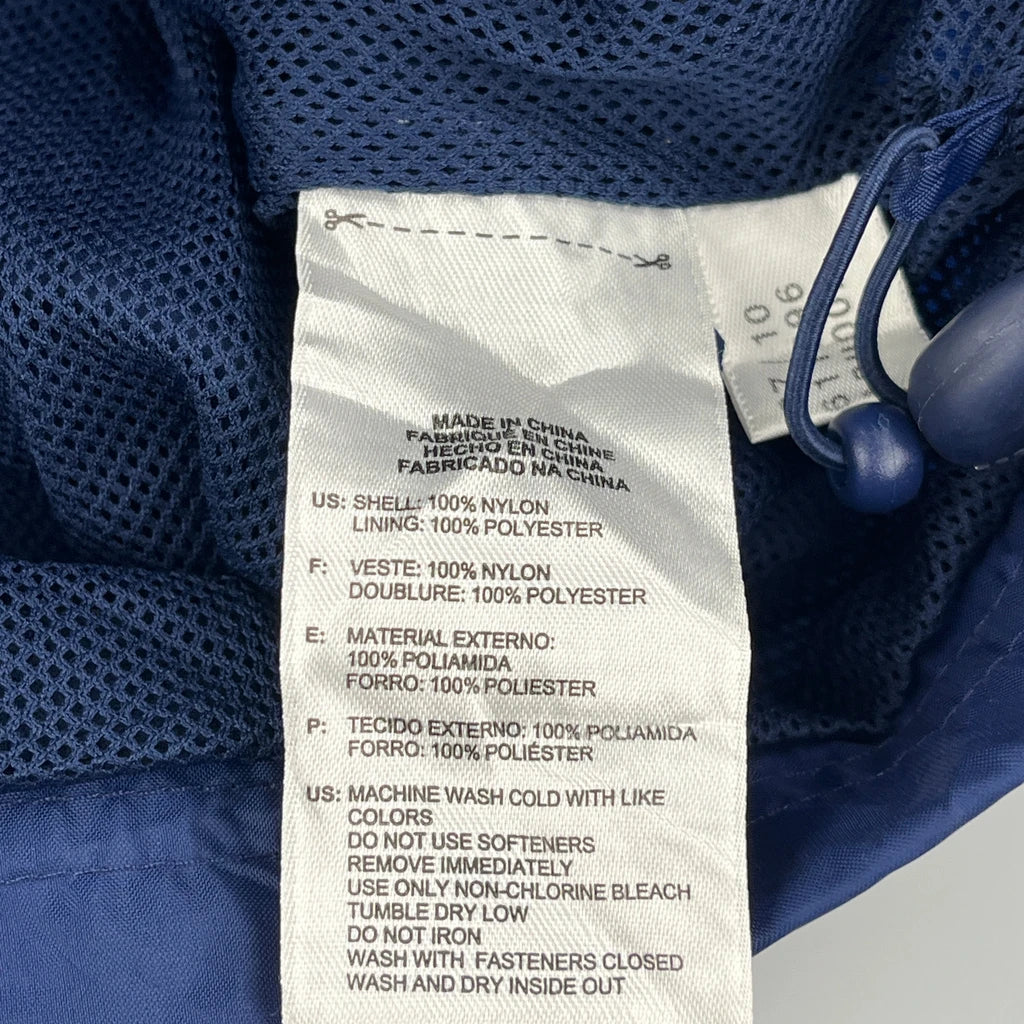 MADE IN CHINA
FABRIQUÉ EN CHINE
HECHO EN CHINA
FABRICADO NA CHINA
US: SHELL: 100% NYLON
LINING: 100% POLYESTER
F: VESTE: 100% NYLON
DOUBLURE: 100% POLYESTER
E: MATERIAL EXTERNO:
100% POLIAMIDA
FORRO: 100% POLIESTER
P: TECIDO EXTERNO: 100% POLIAMIDA
FORRO: 100% POLIÉSTER
US: MACHINE WASH COLD WITH LIKE
COLORS
DO NOT USE SOFTENERS
REMOVE IMMEDIATELY
USE ONLY NON-CHLORINE BLEACH
TUMBLE DRY LOW
DO NOT IRON
WASH WITH FASTENERS CLOSED
WASH AND DRY INSIDE OUT